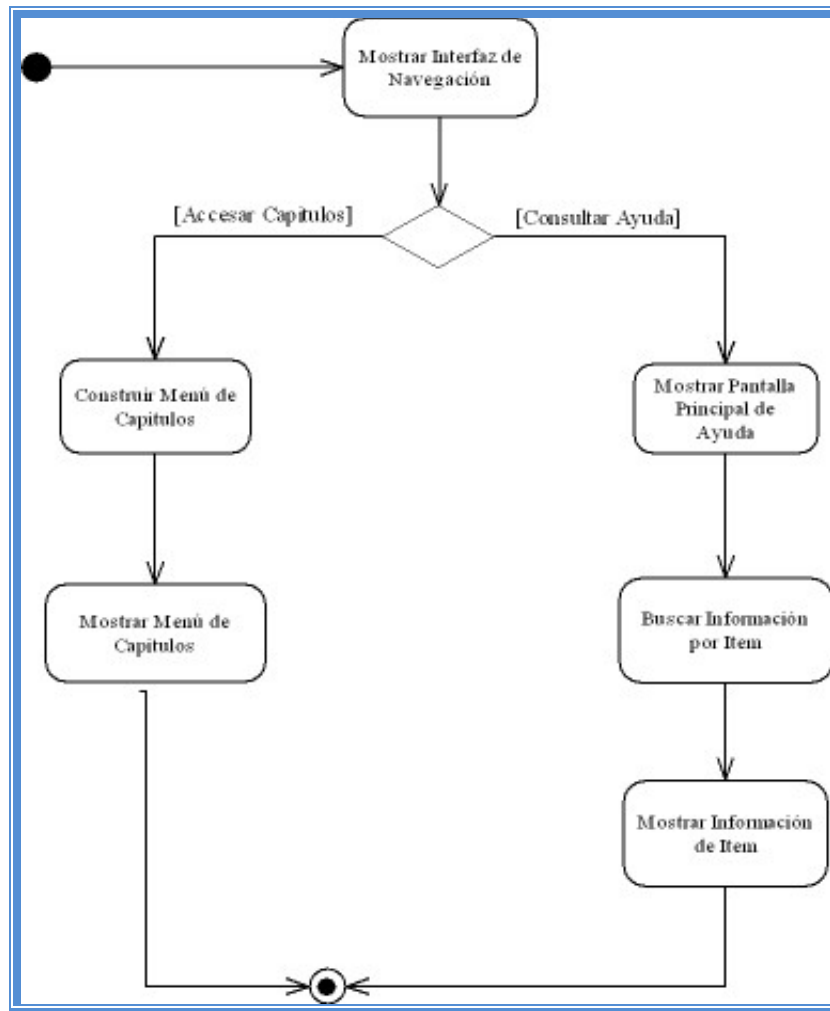 Mostrar Interfaz de
Navegación
[Accesar Capitulos]
[Consultar Ayuda]
Construir Menú de
Capitulos
Mostrar Pantalla
Principal de
Ayuda
Mostrar Menú de
Capitulos
Buscar Información
por Item
Mostrar Información
de Item